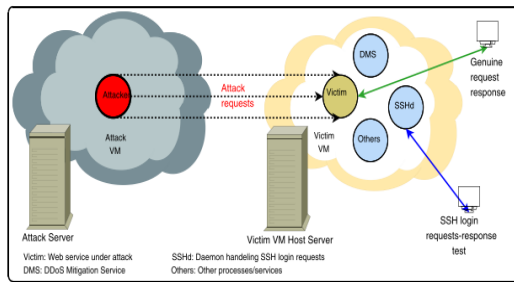 DMS
Genuine
request
response
Attacker
Attack
requests
Victim
SSHd
Attack
VM
Victim
VM
Others
Attack Server
Victim VM Host Server
SSH login
requests-response
test
Victim: Web service under attack
SSHd: Daemon handeling SSH login requests
DMS: DDoS Mitigation Service
Others: Other processes/services